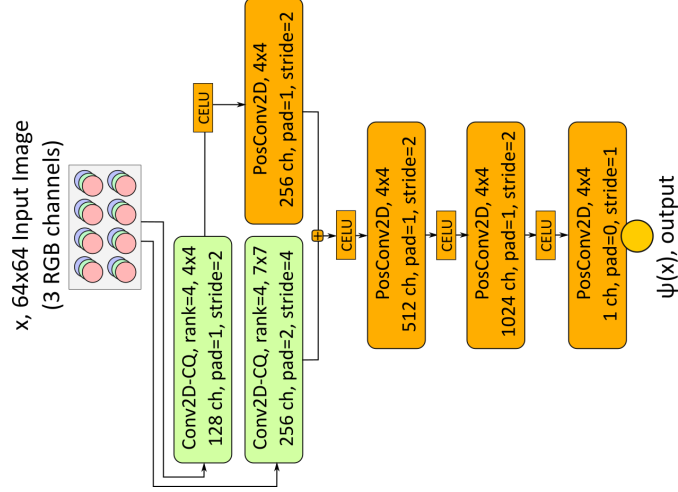 x, 64x64 Input Image
(3 RGB channels)
Conv2D-CQ, rank=4, 4x4
128 ch, pad=1, stride=2
CELU
PosConv2D, 4x4
256 ch, pad=1, stride=2
Conv2D-CQ, rank=4, 7x7
256 ch, pad=2, stride=4
+
CELU
PosConv2D, 4x4
512 ch, pad=1, stride=2
CELU
PosConv2D, 4x4
1024 ch, pad=1, stride=2
CELU
PosConv2D, 4x4
1 ch, pad=0, stride=1
ψ(x), output